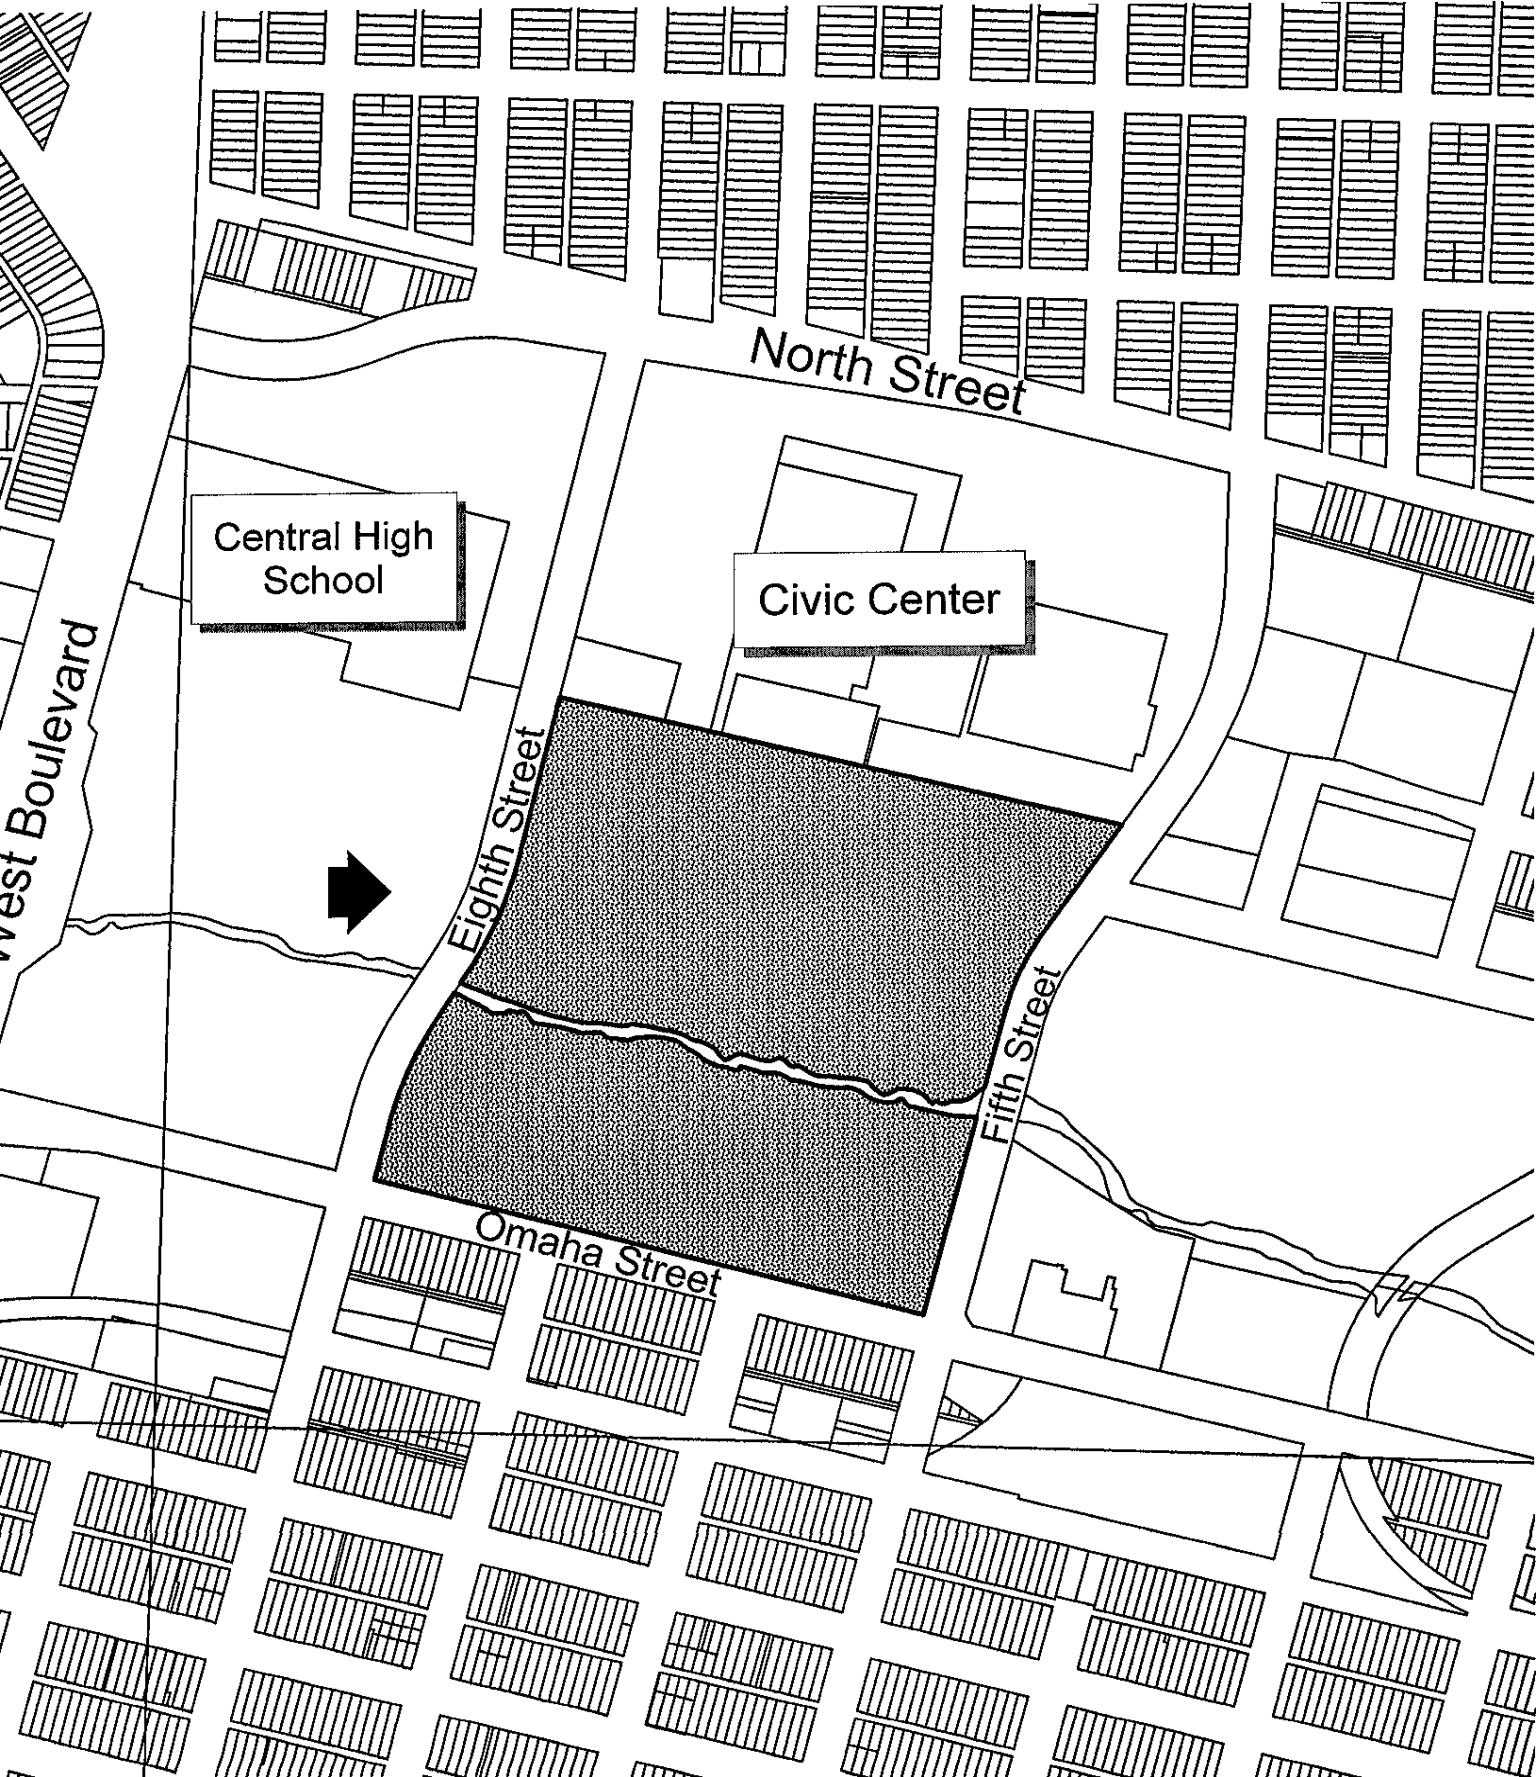 North Street
Central High
School
Civic Center
West Boulevard
Eighth Street
Fifth Street
Omaha Street